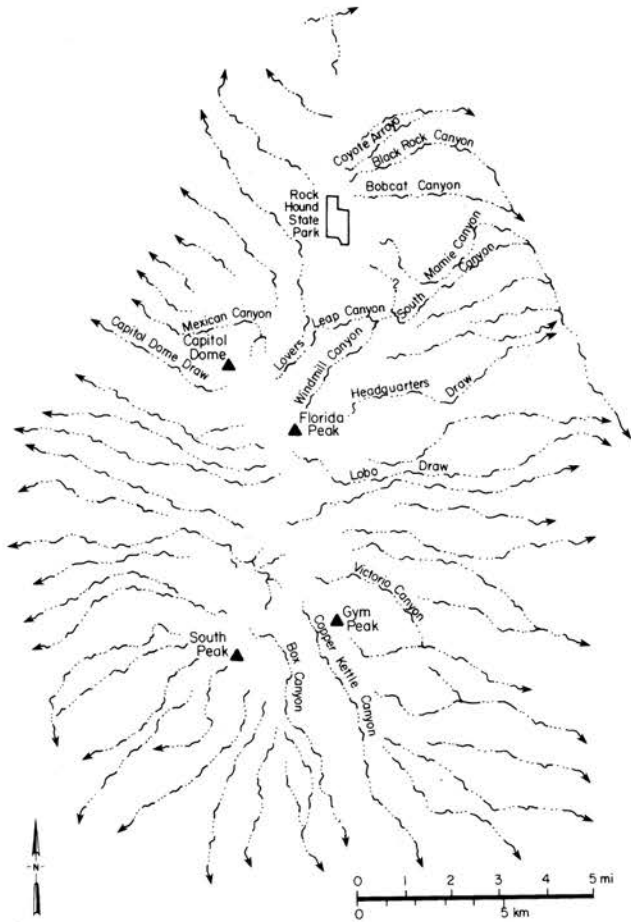 Coyote Arroyo
Black Rock Canyon
Bobcat Canyon
Rock
Hound
State
Park
Mamie Canyon
South Canyon
Mexican Canyon
Lovers Leap Canyon
Capitol Dome Draw
Capitol
Dome
Windmill Canyon
Headquarters Draw
Florida
Peak
Lobo Draw
Victorio Canyon
Gym
Peak
South
Peak
Box
Canyon
Copper Kettle Canyon
N
0 1 2 3 4 5 mi
0 5 km